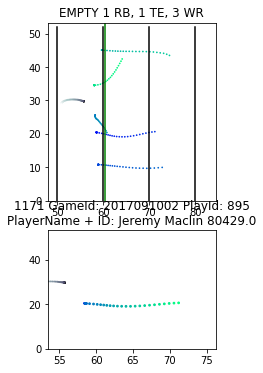 EMPTY 1 RB, 1 TE, 3 WR
50
40
30
20
10
0
50 60 70 80
1171 GameId: 2017091002 PlayId: 895
PlayerName + ID: Jeremy Maclin 80429.0
40
20
0
55 60 65 70 75